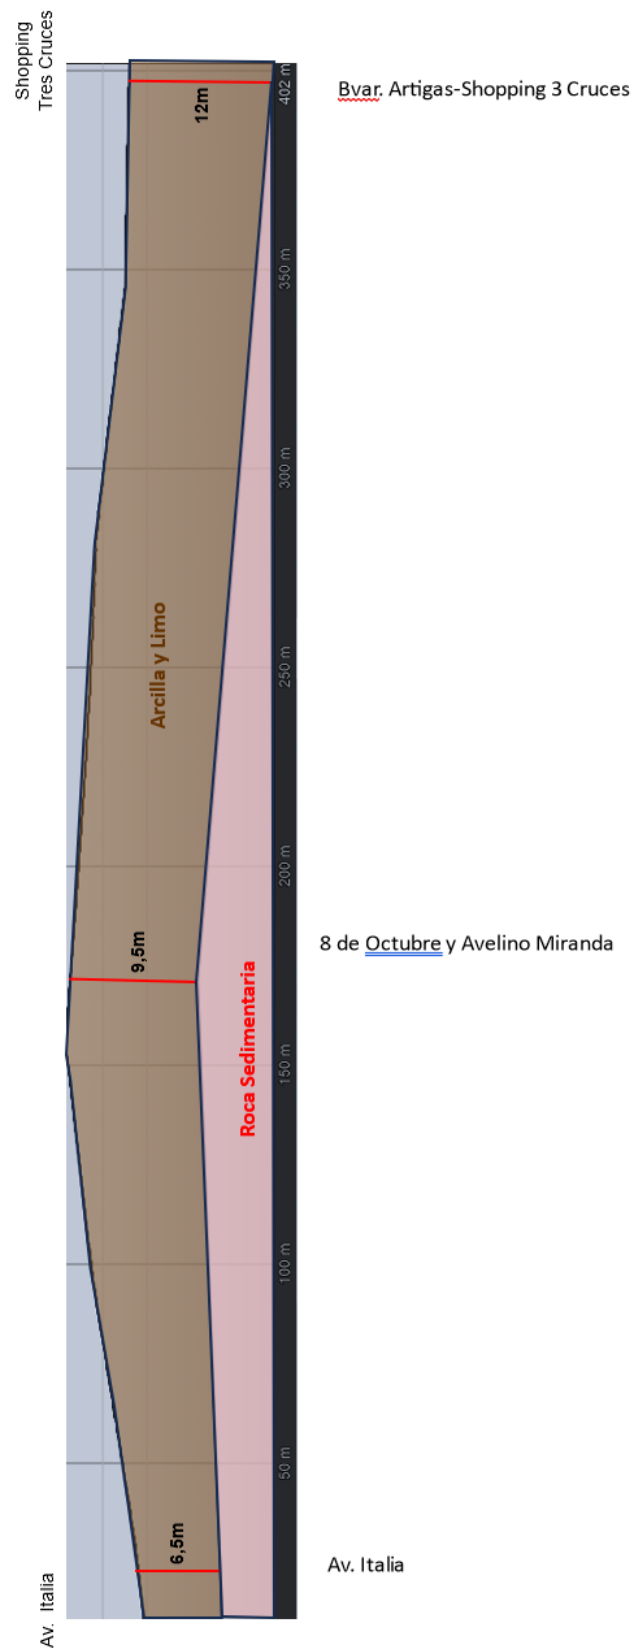 Shopping
Tres Cruces
402 m
12m
Bvar. Artigas-Shopping 3 Cruces
350 m
300 m
Arcilla y Limo
250 m
200 m
9,5m
8 de Octubre y Avelino Miranda
Roca Sedimentaria
150 m
100 m
50 m
6,5m
Av. Italia
Av. Italia